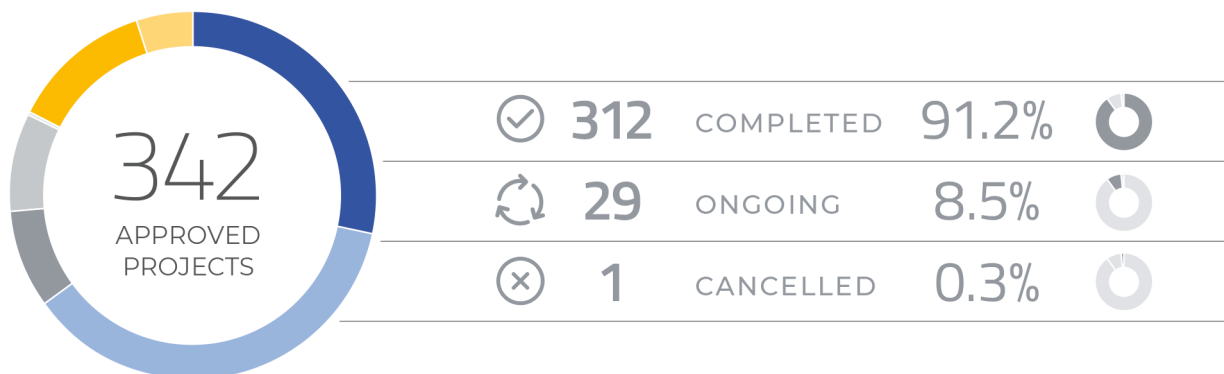 342
APPROVED
PROJECTS
312 COMPLETED 91.2%
29 ONGOING 8.5%
1 CANCELLED 0.3%